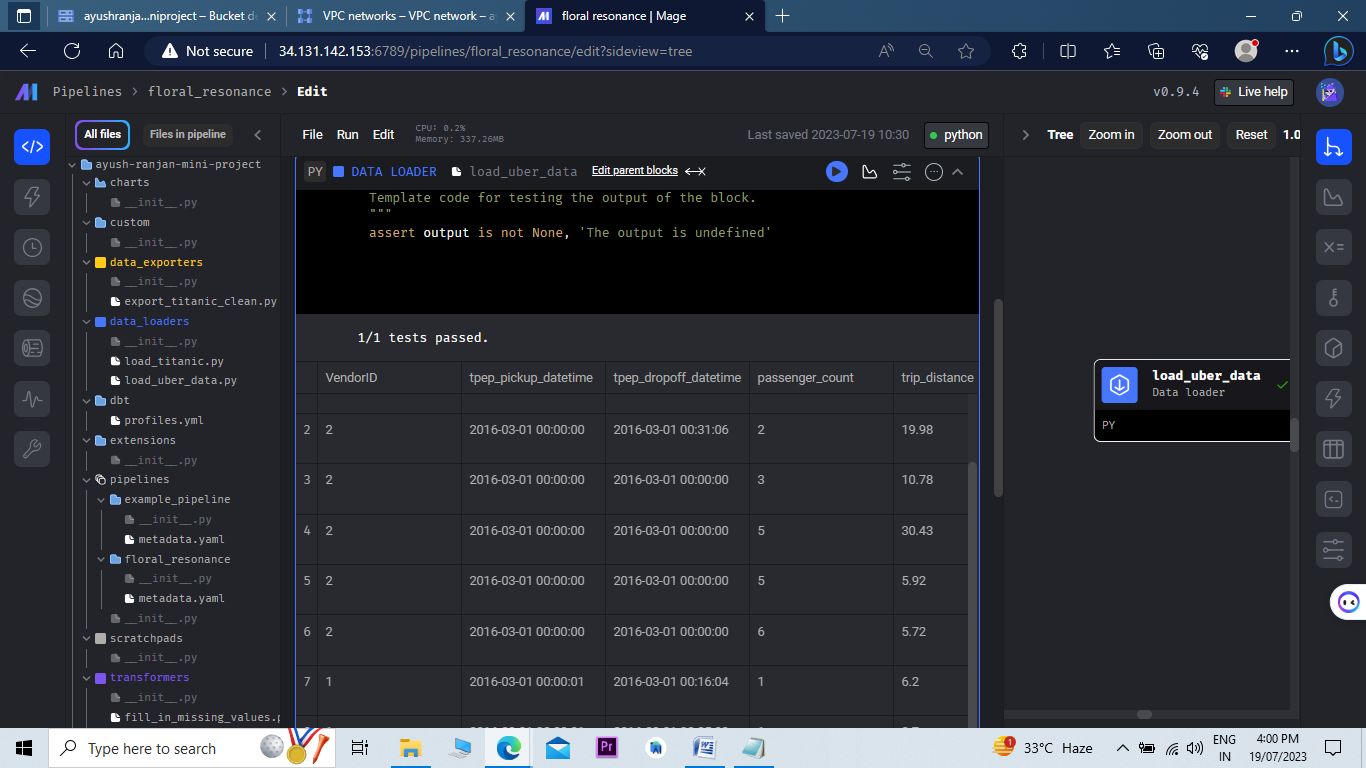 ayushranja...niproject – Bucket de
VPC networks – VPC network – a
floral resonance | Mage
Not secure
34.131.142.153:6789/pipelines/floral_resonance/edit?sideview=tree
Pipelines > floral_resonance > Edit
v0.9.4
Live help
All files
Files in pipeline
ayush-ranjan-mini-project
charts
__init__.py
custom
__init__.py
data_exporters
__init__.py
export_titanic_clean.py
data_loaders
__init__.py
load_titanic.py
load_uber_data.py
dbt
profiles.yml
extensions
__init__.py
pipelines
example_pipeline
__init__.py
metadata.yaml
floral_resonance
__init__.py
metadata.yaml
__init__.py
scratchpads
__init__.py
transformers
__init__.py
fill_in_missing_values.p
File Run Edit
CPU: 0.2%
Memory: 337.26MB
Last saved 2023-07-19 10:30
python
PY DATA LOADER load_uber_data Edit parent blocks
Template code for testing the output of the block.
"""
assert output is not None, 'The output is undefined'
1/1 tests passed.
VendorID tpep_pickup_datetime tpep_dropoff_datetime passenger_count trip_distance
2 2 2016-03-01 00:00:00 2016-03-01 00:31:06 2 19.98
3 2 2016-03-01 00:00:00 2016-03-01 00:00:00 3 10.78
4 2 2016-03-01 00:00:00 2016-03-01 00:00:00 5 30.43
5 2 2016-03-01 00:00:00 2016-03-01 00:00:00 5 5.92
6 2 2016-03-01 00:00:00 2016-03-01 00:00:00 6 5.72
7 1 2016-03-01 00:00:01 2016-03-01 00:16:04 1 6.2
Tree Zoom in Zoom out Reset 1.0
load_uber_data
Data loader
PY
Type here to search
Pr
1
33°C Haze
ENG
IN
4:00 PM
19/07/2023